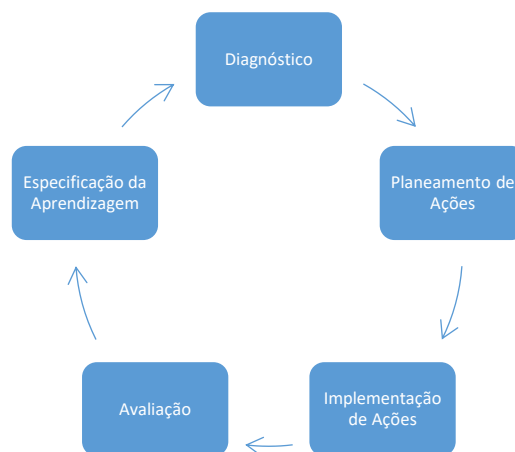 Diagnóstico
Planeamento de
Ações
Implementação
de Ações
Avaliação
Especificação da
Aprendizagem